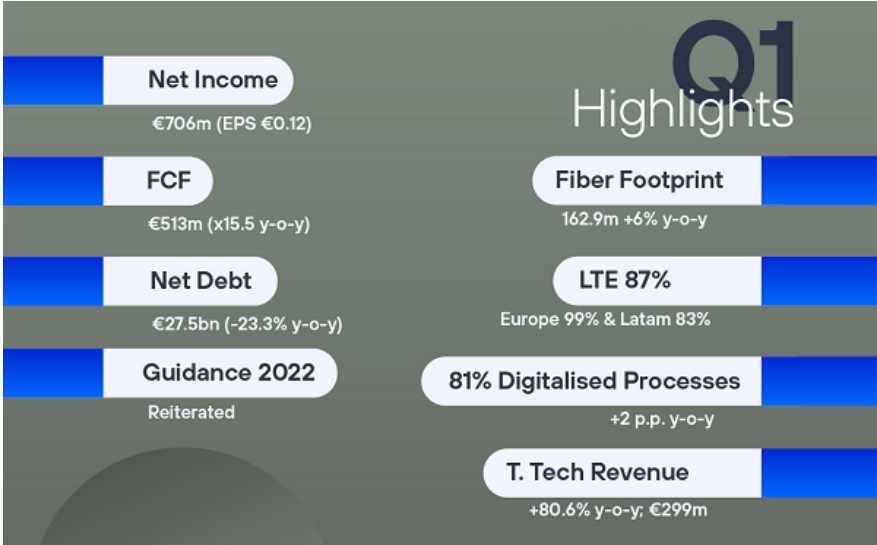 Q1
Highlights
Net Income
€706m (EPS €0.12)
FCF
€513m (x15.5 y-o-y)
Net Debt
€27.5bn (-23.3% y-o-y)
Guidance 2022
Reiterated
Fiber Footprint
162.9m +6% y-o-y
LTE 87%
Europe 99% & Latam 83%
81% Digitalised Processes
+2 p.p. y-o-y
T. Tech Revenue
+80.6% y-o-y; €299m